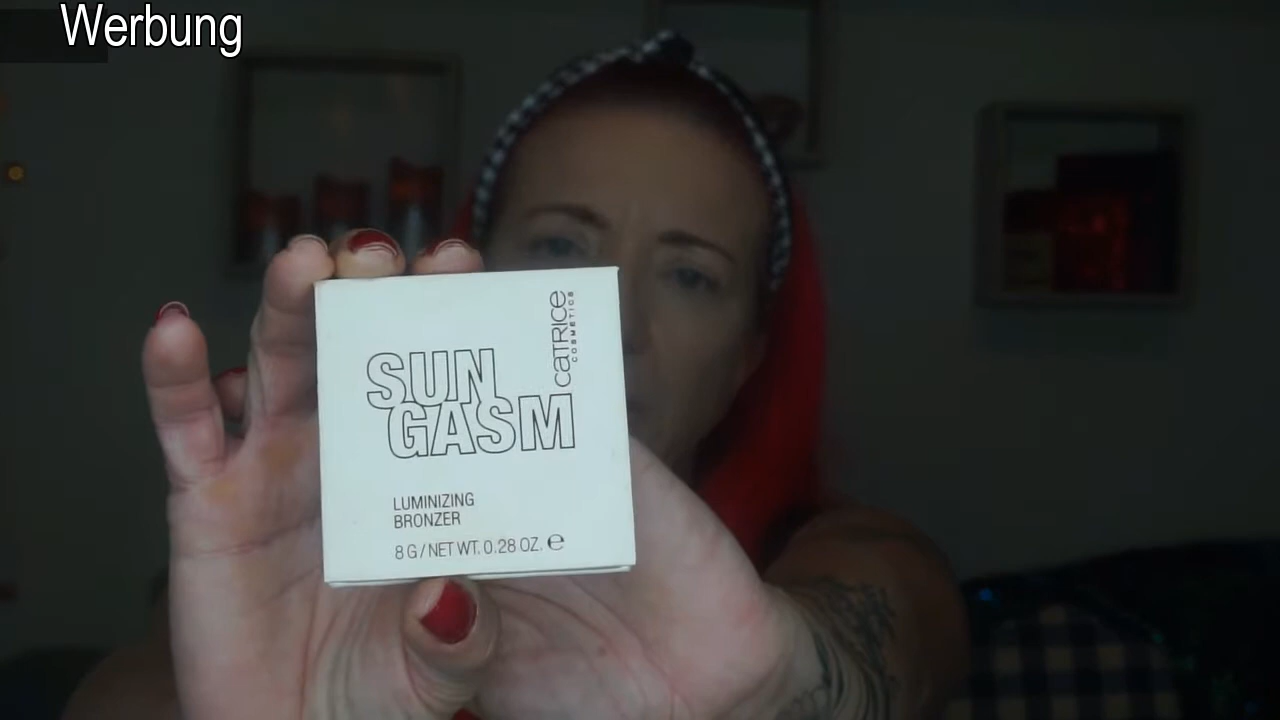 Werbung
CATRICE
COSMETICS
SUN
GASM
LUMINIZING
BRONZER
8 G / NET WT. 0.28 OZ. ℮